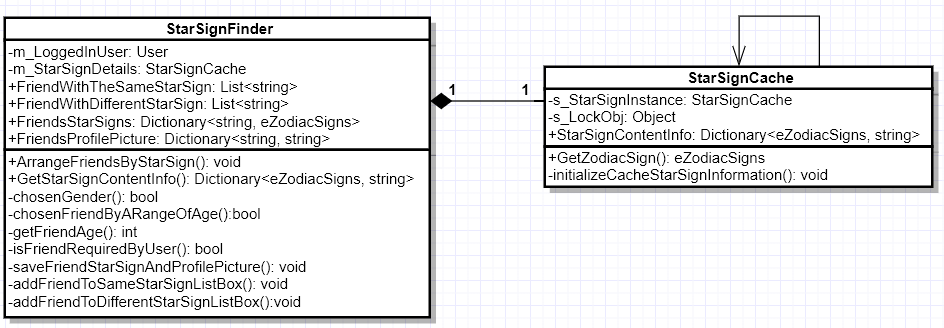 StarSignFinder
-m_LoggedInUser: User
-m_StarSignDetails: StarSignCache
+FriendWithTheSameStarSign: List<string>
+FriendWithDifferentStarSign: List<string>
+FriendsStarSigns: Dictionary<string, eZodiacSigns>
+FriendsProfilePicture: Dictionary<string, string>
+ArrangeFriendsByStarSign(): void
+GetStarSignContentInfo(): Dictionary<eZodiacSigns, string>
-chosenGender(): bool
-chosenFriendByARangeOfAge():bool
-getFriendAge(): int
-isFriendRequiredByUser(): bool
-saveFriendStarSignAndProfilePicture(): void
-addFriendToSameStarSignListBox(): void
-addFriendToDifferentStarSignListBox():void
1
1
StarSignCache
-s_StarSignInstance: StarSignCache
-s_LockObj: Object
+StarSignContentInfo: Dictionary<eZodiacSigns, string>
+GetZodiacSign(): eZodiacSigns
-initializeCacheStarSignInformation(): void